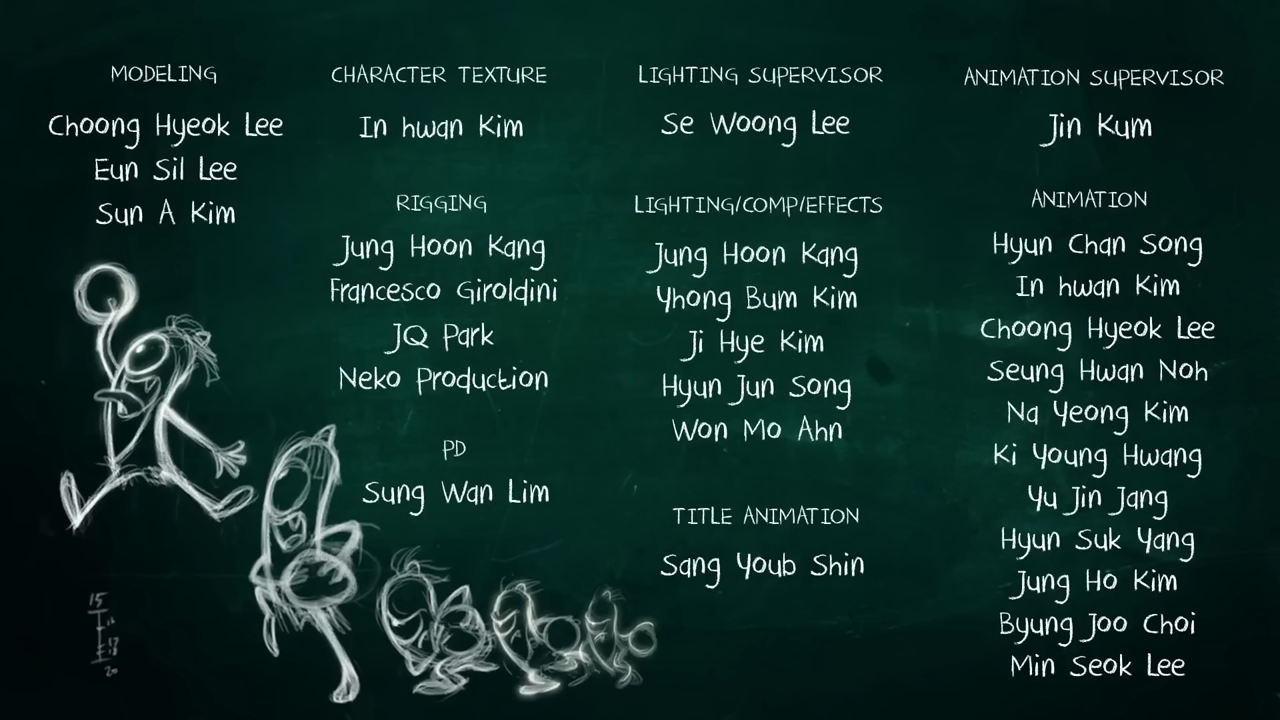 MODELING
Choong Hyeok Lee
Eun Sil Lee
Sun A Kim
CHARACTER TEXTURE
In hwan Kim
RIGGING
Jung Hoon Kang
Francesco Giroldini
JQ Park
Neko Production
PD
Sung Wan Lim
LIGHTING SUPERVISOR
Se Woong Lee
LIGHTING/COMP/EFFECTS
Jung Hoon Kang
Yhong Bum Kim
Ji Hye Kim
Hyun Jun Song
Won Mo Ahn
TITLE ANIMATION
Sang Youb Shin
ANIMATION SUPERVISOR
Jin Kum
ANIMATION
Hyun Chan Song
In hwan Kim
Choong Hyeok Lee
Seung Hwan Noh
Na Yeong Kim
Ki Young Hwang
Yu Jin Jang
Hyun Suk Yang
Jung Ho Kim
Byung Joo Choi
Min Seok Lee
15
20